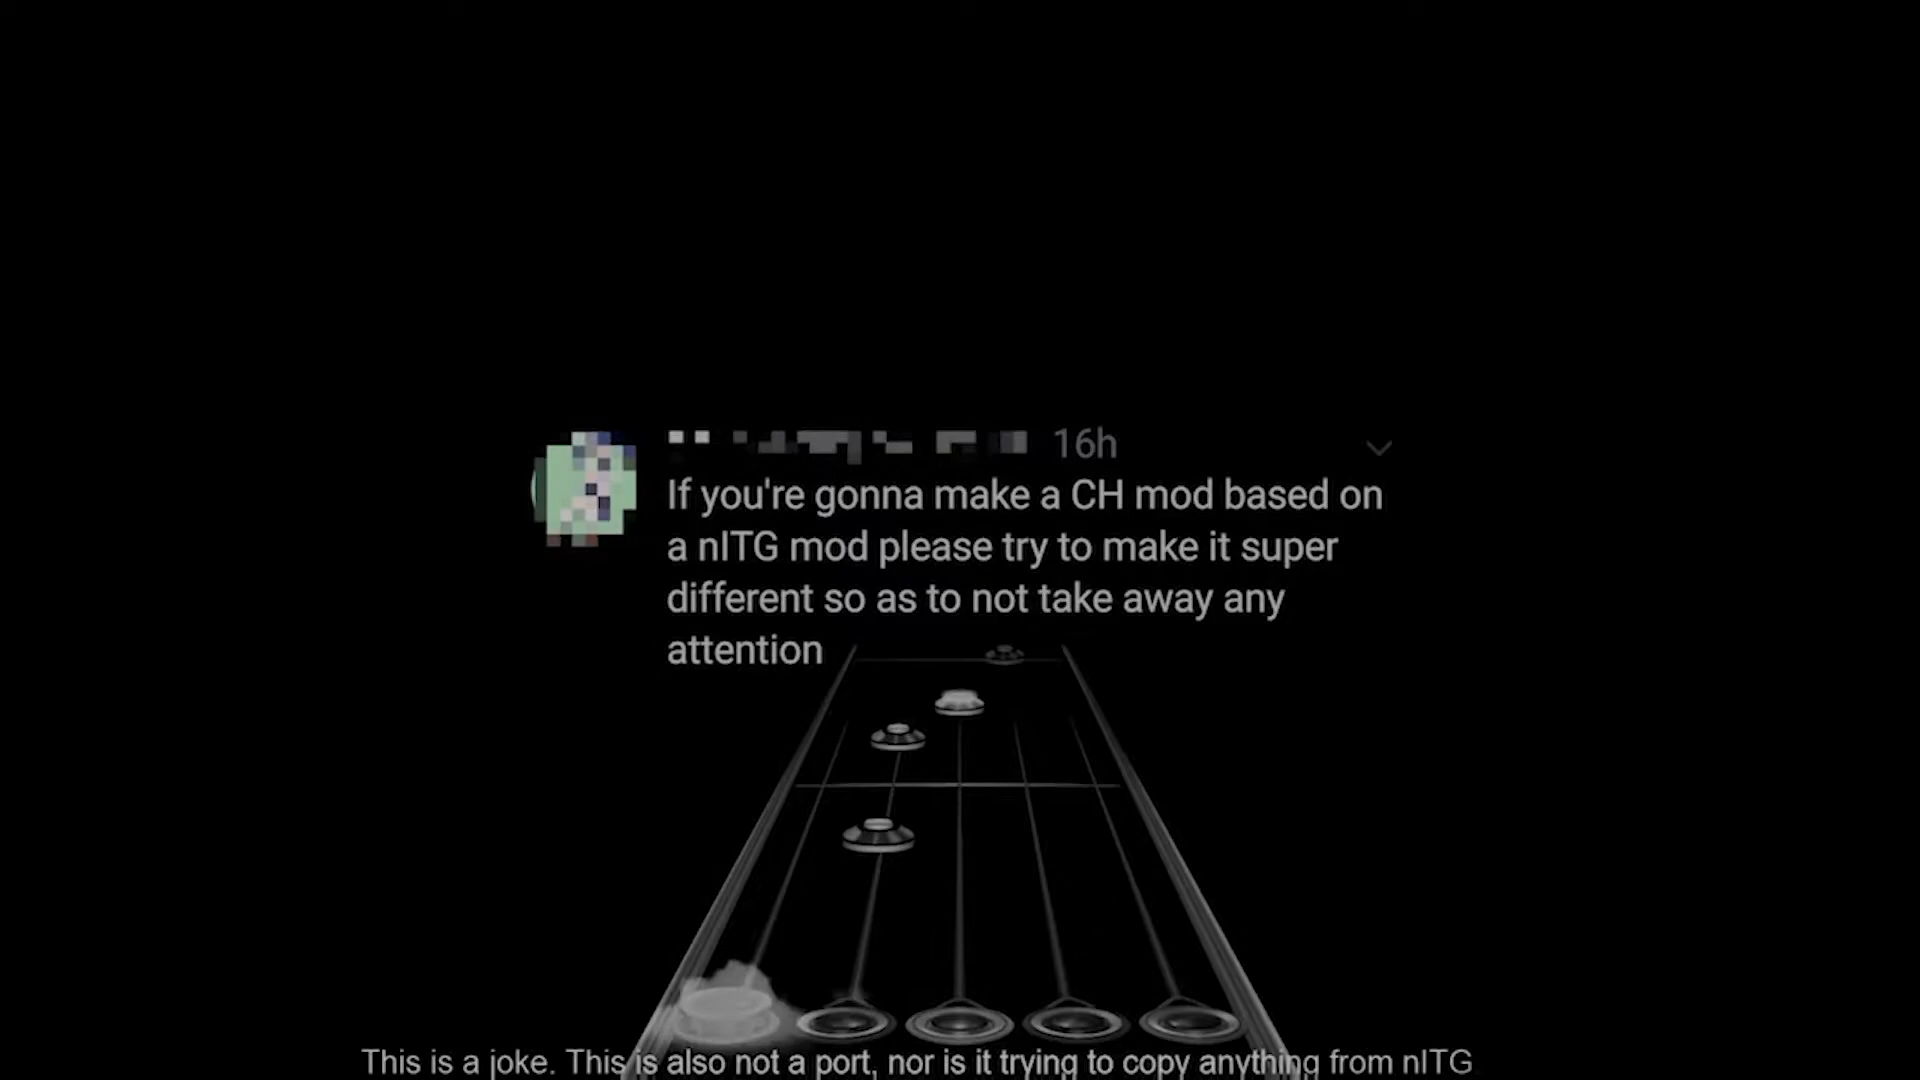 16h
If you're gonna make a CH mod based on
a nITG mod please try to make it super
different so as to not take away any
attention
This is a joke. This is also not a port, nor is it trying to copy anything from nITG